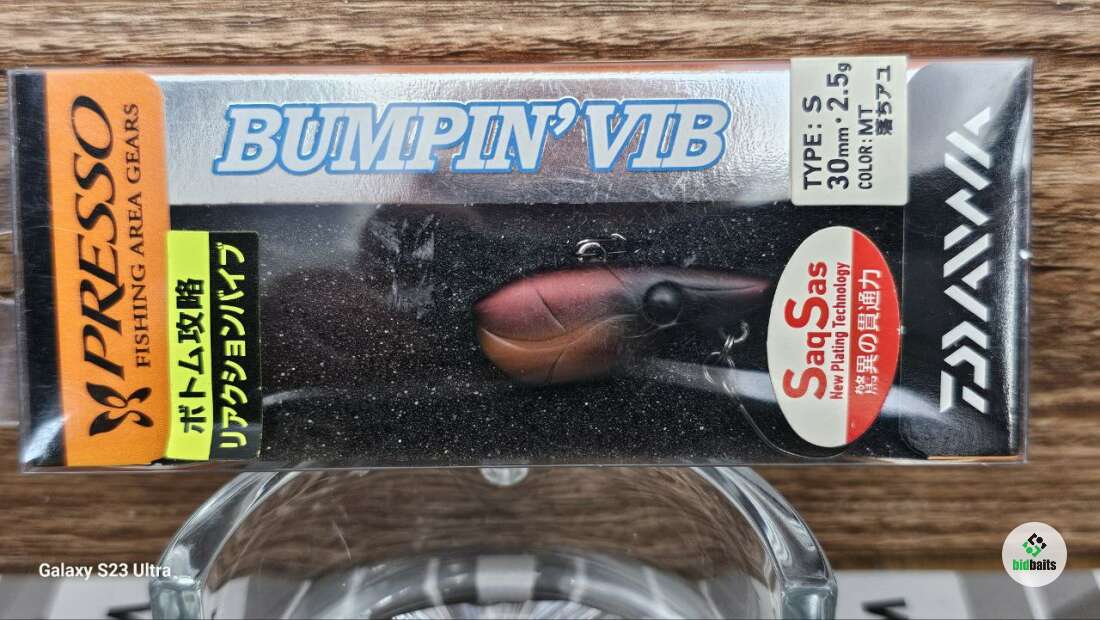 PRESSO
FISHING AREA GEARS
ボトム攻略
リアクションバイブ
BUMPIN' VIB
TYPE: S
30mm・2.5g
COLOR: MT
落ちアユ
SaqSas
New Plating Technology
驚異の貫通力
DAIWA
Galaxy S23 Ultra
bidbaits